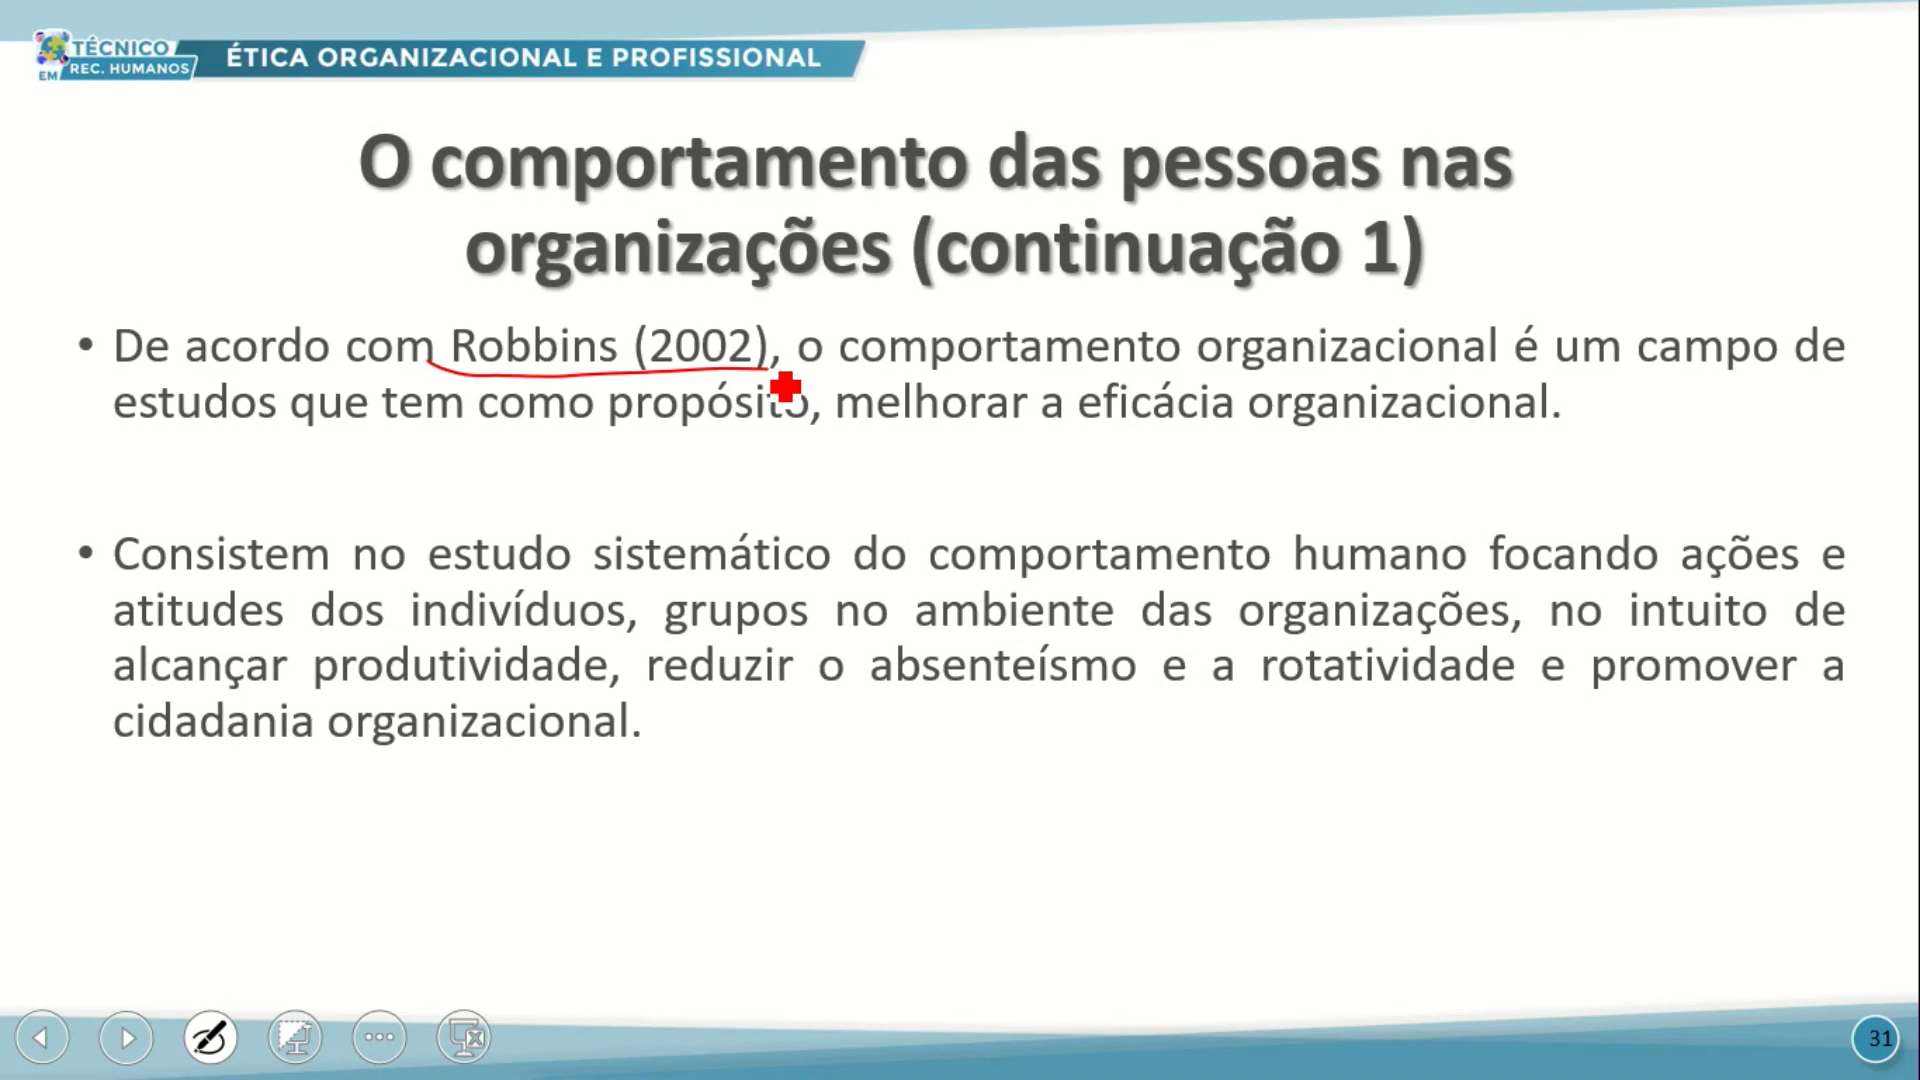 TÉCNICO
EM REC. HUMANOS
ÉTICA ORGANIZACIONAL E PROFISSIONAL
O comportamento das pessoas nas
organizações (continuação 1)
• De acordo com Robbins (2002), o comportamento organizacional é um campo de
estudos que tem como propósito, melhorar a eficácia organizacional.
• Consistem no estudo sistemático do comportamento humano focando ações e
atitudes dos indivíduos, grupos no ambiente das organizações, no intuito de
alcançar produtividade, reduzir o absenteísmo e a rotatividade e promover a
cidadania organizacional.
31